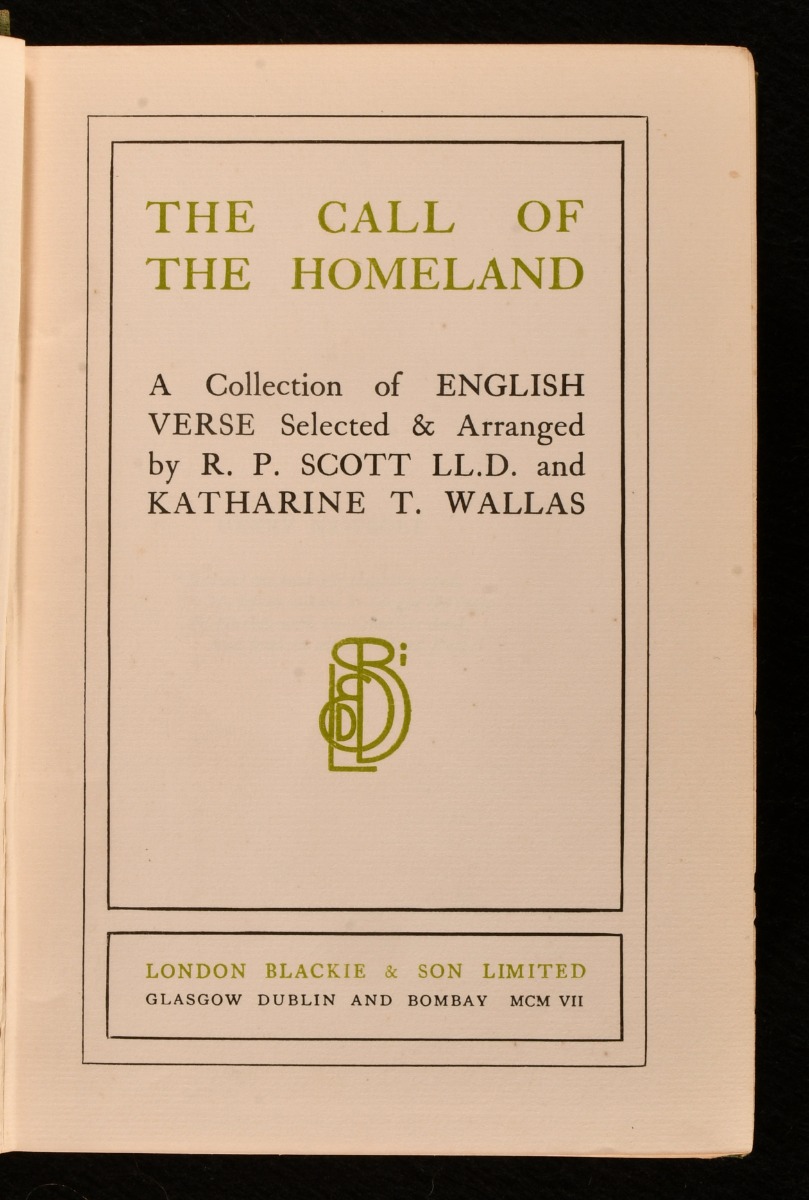 THE CALL OF
THE HOMELAND
A Collection of ENGLISH
VERSE Selected & Arranged
by R. P. SCOTT LL.D. and
KATHARINE T. WALLAS
LONDON BLACKIE & SON LIMITED
GLASGOW DUBLIN AND BOMBAY MCM VII